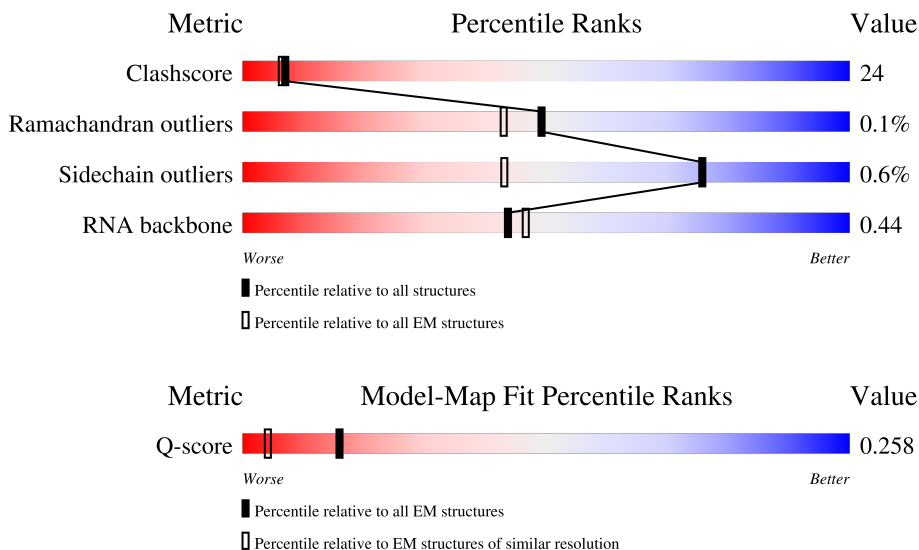 Metric Percentile Ranks Value
Clashscore 24
Ramachandran outliers 0.1%
Sidechain outliers 0.6%
RNA backbone 0.44
Worse Better
Percentile relative to all structures
Percentile relative to all EM structures
Metric Model-Map Fit Percentile Ranks Value
Q-score 0.258
Worse Better
Percentile relative to all EM structures
Percentile relative to EM structures of similar resolution